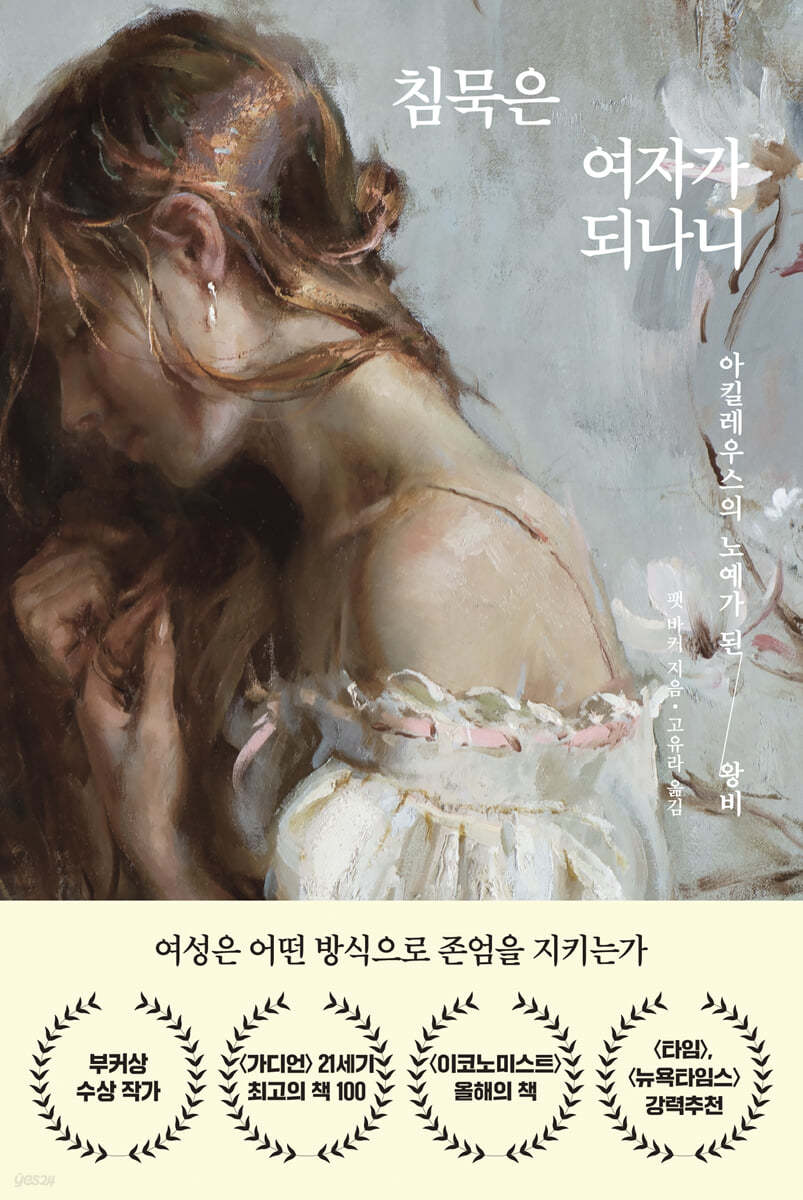 침묵은
여자가
되나니
아킬레우스의 노예가 된 왕비
팻 바커 지음 · 고유라 옮김
여성은 어떤 방식으로 존엄을 지키는가
부커상
수상 작가
〈가디언〉 21세기
최고의 책 100
〈이코노미스트〉
올해의 책
〈타임〉,
〈뉴욕타임스〉
강력추천
yes24